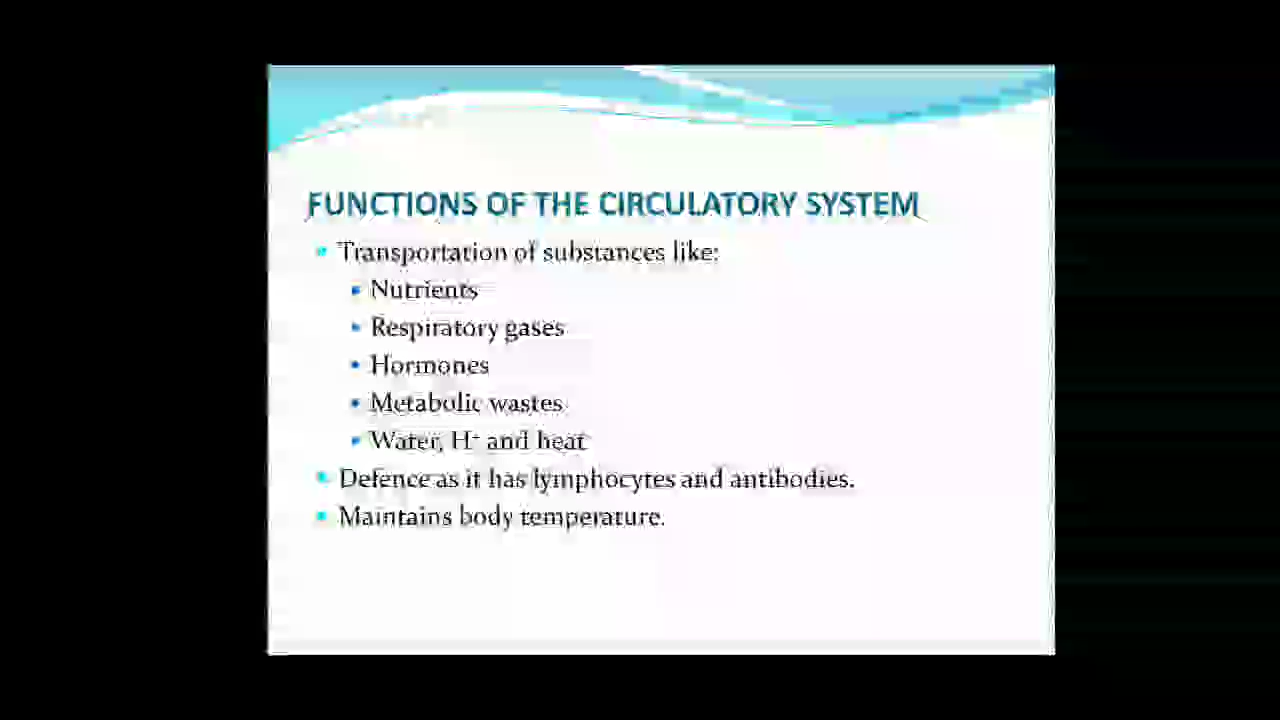 FUNCTIONS OF THE CIRCULATORY SYSTEM
• Transportation of substances like:
• Nutrients
• Respiratory gases
• Hormones
• Metabolic wastes
• Water, H⁺ and heat
• Defence as it has lymphocytes and antibodies.
• Maintains body temperature.